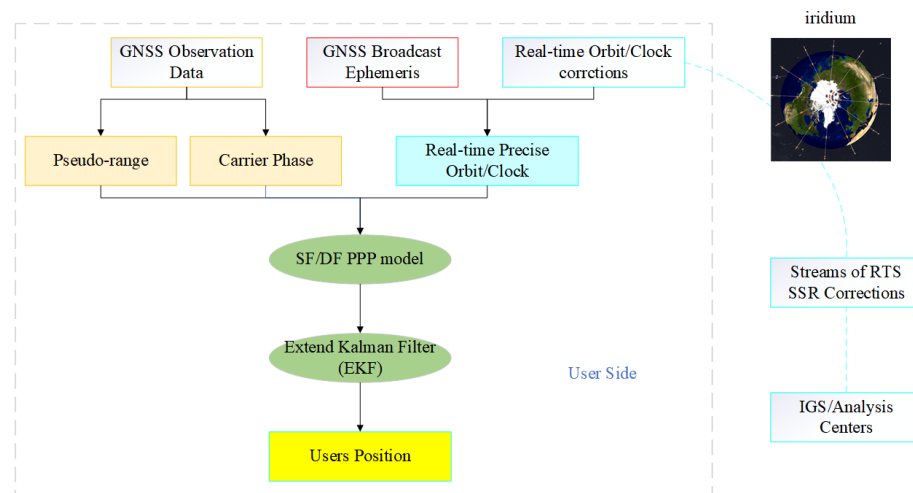 iridium
GNSS Observation
Data
GNSS Broadcast
Ephemeris
Real-time Orbit/Clock
corrctions
Pseudo-range
Carrier Phase
Real-time Precise
Orbit/Clock
SF/DF PPP model
Extend Kalman Filter
(EKF)
User Side
Users Position
Streams of RTS
SSR Corrections
IGS/Analysis
Centers